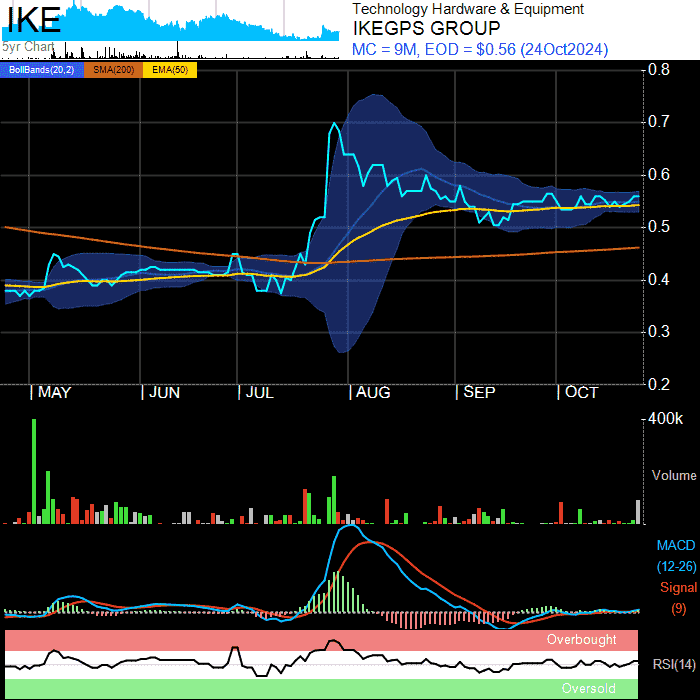 IKE
5yr Chart
Technology Hardware & Equipment
IKEGPS GROUP
MC = 9M, EOD = $0.56 (24Oct2024)
BollBands(20,2) SMA(200) EMA(50)
0.8
0.7
0.6
0.5
0.4
0.3
0.2
MAY JUN JUL AUG SEP OCT
400k
Volume
MACD
(12-26)
Signal
(9)
Overbought
RSI(14)
Oversold